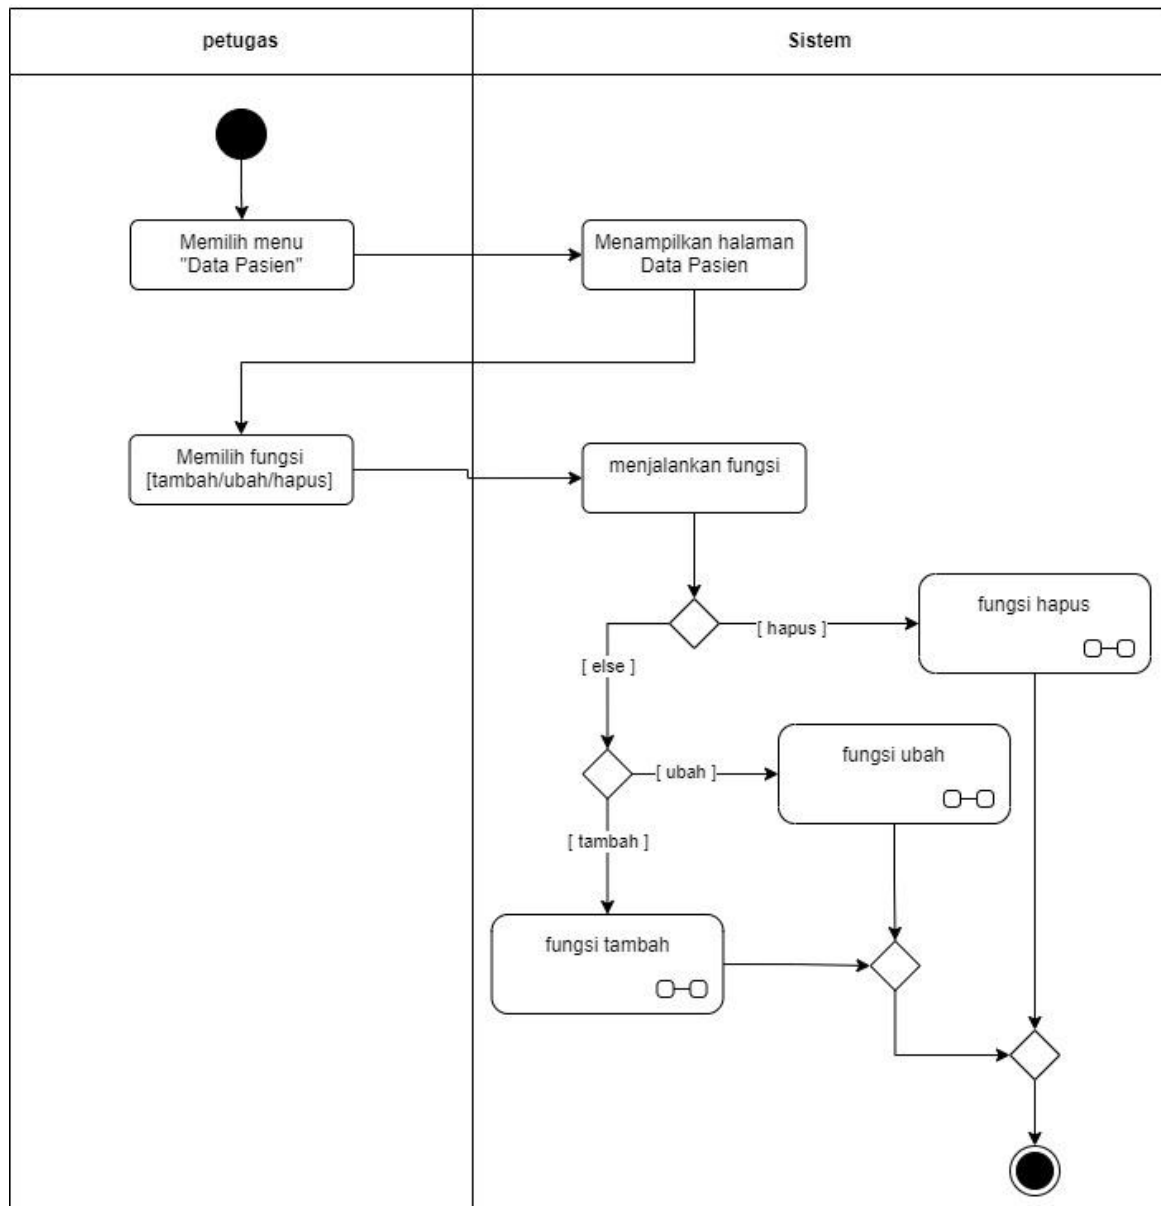 petugas
Sistem
Memilih menu
"Data Pasien"
Menampilkan halaman
Data Pasien
Memilih fungsi
[tambah/ubah/hapus]
menjalankan fungsi
fungsi hapus
[ hapus ]
[ else ]
fungsi ubah
[ ubah ]
[ tambah ]
fungsi tambah